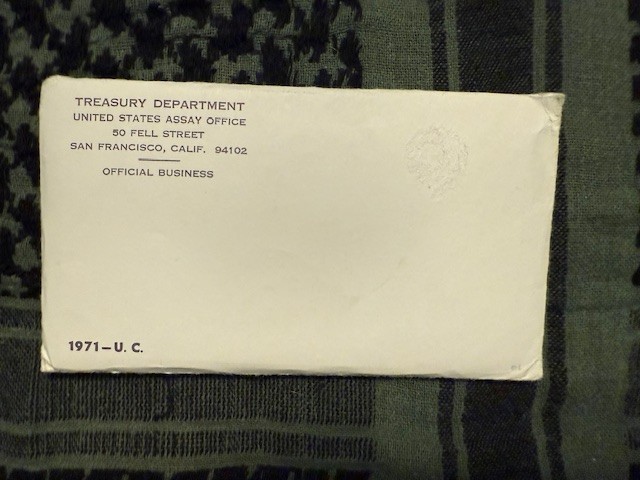 TREASURY DEPARTMENT
UNITED STATES ASSAY OFFICE
50 FELL STREET
SAN FRANCISCO, CALIF. 94102
OFFICIAL BUSINESS
1971–U. C.